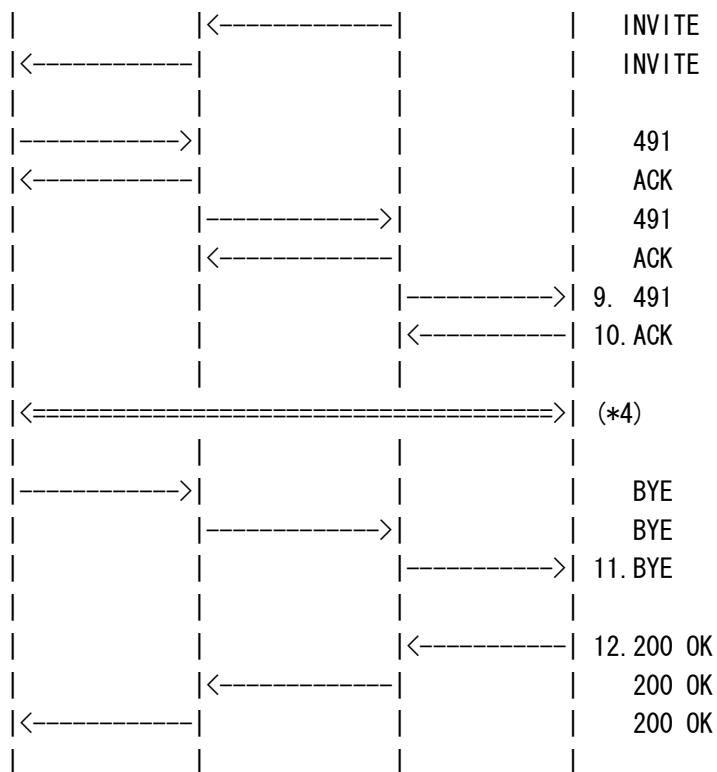 |             |<-------------|            |   INVITE
|<------------|              |            |   INVITE
|             |              |            |
|------------>|              |            |    491
|<------------|              |            |    ACK
|             |------------->|            |    491
|             |<-------------|            |    ACK
|             |              |----------->| 9. 491
|             |              |<-----------| 10.ACK
|             |              |            |
|<=======================================>| (*4)
|             |              |            |
|------------>|              |            |    BYE
|             |------------->|            |    BYE
|             |              |----------->| 11.BYE
|             |              |            |
|             |              |<-----------| 12.200 OK
|             |<-------------|            |    200 OK
|<------------|              |            |    200 OK
|             |              |            |